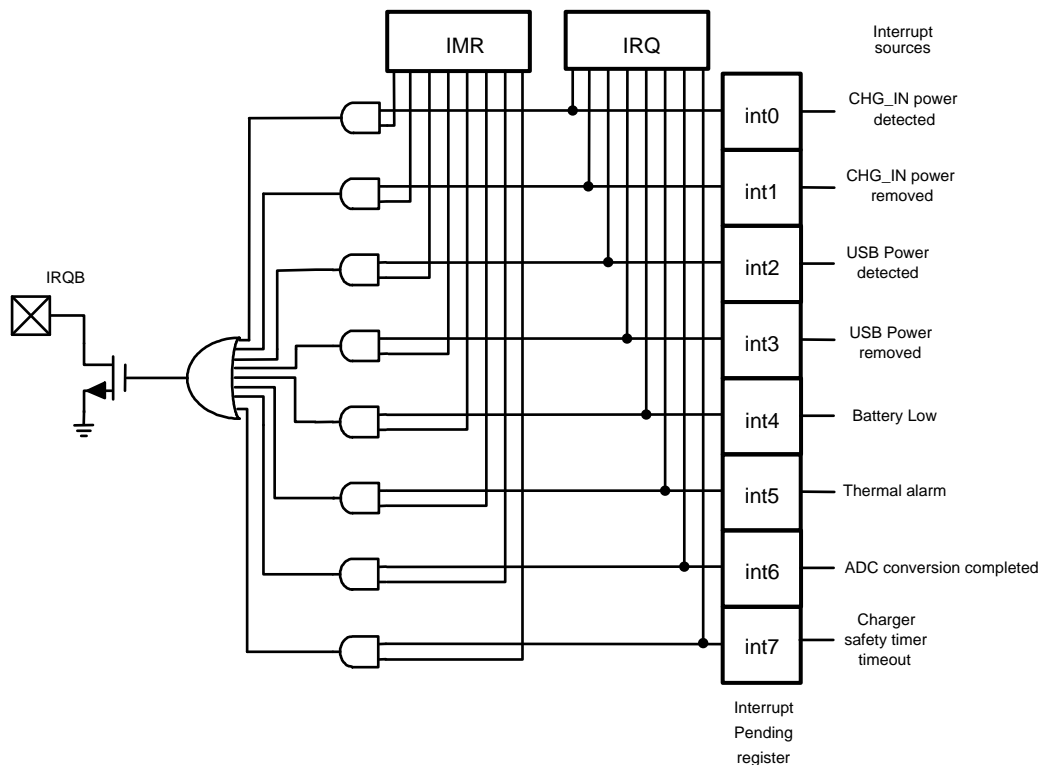 IMR
IRQ
Interrupt
sources
int0
CHG_IN power
detected
int1
CHG_IN power
removed
int2
USB Power
detected
IRQB
int3
USB Power
removed
int4
Battery Low
int5
Thermal alarm
int6
ADC conversion completed
int7
Charger
safety timer
timeout
Interrupt
Pending
register